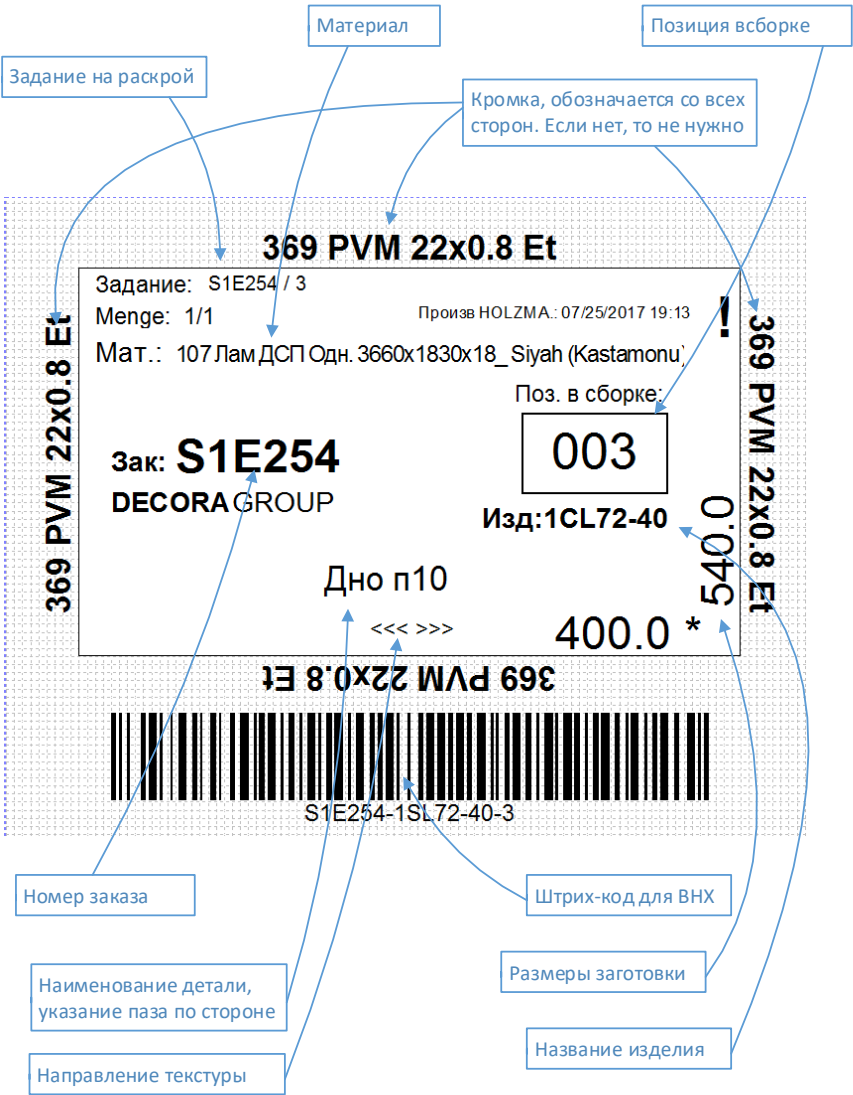 Материал
Позиция всборке
Задание на раскрой
Кромка, обозначается со всех
сторон. Если нет, то не нужно
369 PVM 22x0.8 Et
Задание: S1E254 / 3
Menge: 1/1
Произв HOLZMA.: 07/25/2017 19:13
!
Мат.: 107 Лам ДСП Одн. 3660x1830x18_ Siyah (Kastamonu)
Поз. в сборке:
003
369 PVM 22x0.8 Et
369 PVM 22x0.8 Et
Зак: S1E254
DECORAGROUP
Изд:1CL72-40
Дно п10
<<< >>>
400.0 * 540.0
369 PVM 22x0.8 Et
S1E254-1SL72-40-3
Номер заказа
Штрих-код для ВНХ
Наименование детали,
указание паза по стороне
Размеры заготовки
Название изделия
Направление текстуры